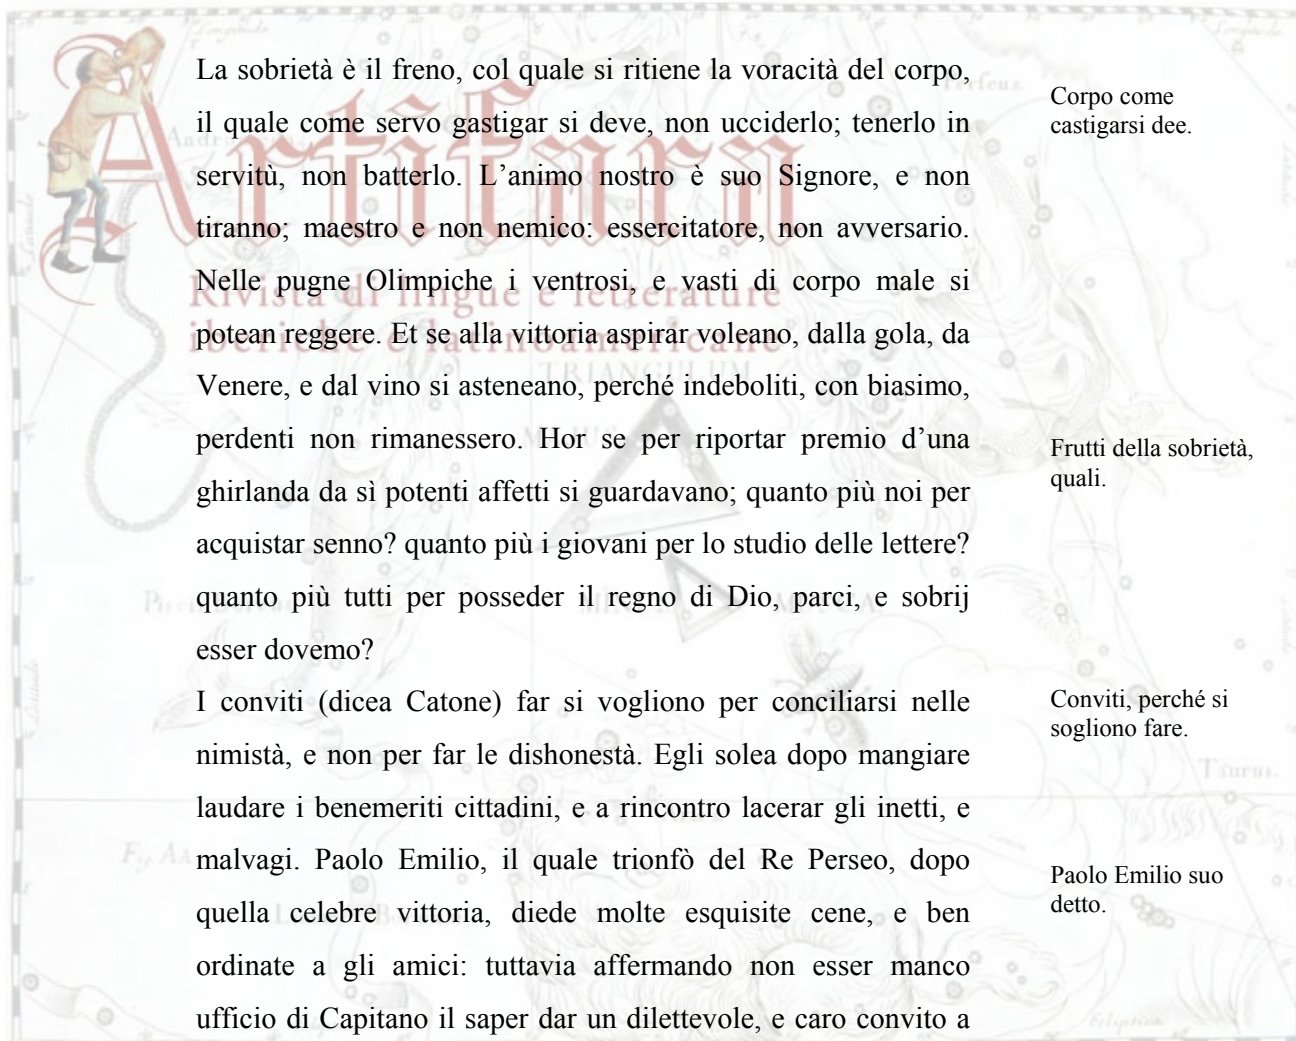 La sobrietà è il freno, col quale si ritiene la voracità del corpo,
il quale come servo gastigar si deve, non ucciderlo; tenerlo in
servitù, non batterlo. L'animo nostro è suo Signore, e non
tiranno; maestro e non nemico: essercitatore, non avversario.
Nelle pugne Olimpiche i ventrosi, e vasti di corpo male si
potean reggere. Et se alla vittoria aspirar voleano, dalla gola, da
Venere, e dal vino si asteneano, perché indeboliti, con biasimo,
perdenti non rimanessero. Hor se per riportar premio d'una
ghirlanda da sì potenti affetti si guardavano; quanto più noi per
acquistar senno? quanto più i giovani per lo studio delle lettere?
quanto più tutti per posseder il regno di Dio, parci, e sobrij
esser dovemo?
I conviti (dicea Catone) far si vogliono per conciliarsi nelle
nimistà, e non per far le dishonestà. Egli solea dopo mangiare
laudare i benemeriti cittadini, e a rincontro lacerar gli inetti, e
malvagi. Paolo Emilio, il quale trionfò del Re Perseo, dopo
quella celebre vittoria, diede molte esquisite cene, e ben
ordinate a gli amici: tuttavia affermando non esser manco
ufficio di Capitano il saper dar un dilettevole, e caro convito a
Corpo come
castigarsi dee.
Frutti della sobrietà,
quali.
Conviti, perché si
sogliono fare.
Paolo Emilio suo
detto.
Artifara
Rivista di lingue e letterature
iberiche e latinoamericane
TRIANGULUM
Perseus
Taurus.